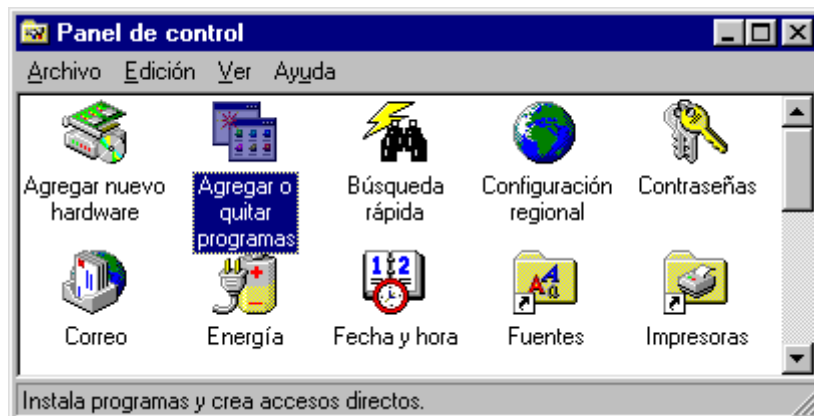 Panel de control
Archivo Edición Ver Ayuda
Agregar nuevo hardware
Agregar o quitar programas
Búsqueda rápida
Configuración regional
Contraseñas
Correo
Energía
Fecha y hora
Fuentes
Impresoras
Instala programas y crea accesos directos.